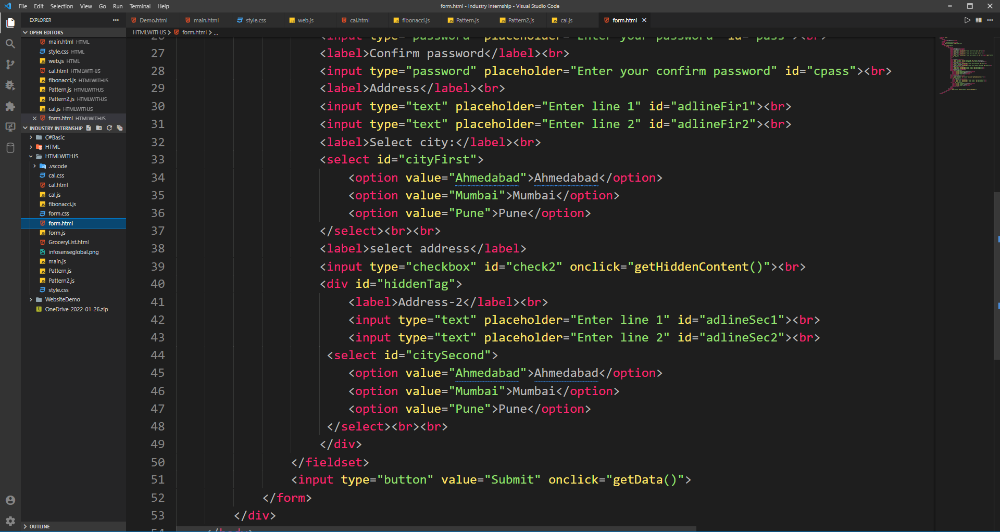 File Edit Selection View Go Run Terminal Help
form.html - Industry Internship - Visual Studio Code
EXPLORER
OPEN EDITORS
main.html HTML
style.css HTML
web.js HTML
cal.html HTMLWITHJS
fibonacci.js HTMLWITHJS
Pattern.js HTMLWITHJS
Pattern2.js HTMLWITHJS
cal.js HTMLWITHJS
form.html HTMLWITHJS
INDUSTRY INTERNSHIP
C#Basic
HTML
HTMLWITHJS
.vscode
cal.css
cal.html
cal.js
fibonacci.js
form.css
form.html
form.js
GroceryList.html
infosenseglobal.png
main.js
Pattern.js
Pattern2.js
style.css
WebsiteDemo
OneDrive-2022-01-26.zip
OUTLINE
Demo.html main.html style.css web.js cal.html fibonacci.js Pattern.js Pattern2.js cal.js form.html
HTMLWITHJS > form.html > ...
26 <input type="password" placeholder="Enter your password" id="pass"><br>
27 <label>Confirm password</label><br>
28 <input type="password" placeholder="Enter your confirm password" id="cpass"><br>
29 <label>Address</label><br>
30 <input type="text" placeholder="Enter line 1" id="adlineFir1"><br>
31 <input type="text" placeholder="Enter line 2" id="adlineFir2"><br>
32 <label>Select city:</label><br>
33 <select id="cityFirst">
34 <option value="Ahmedabad">Ahmedabad</option>
35 <option value="Mumbai">Mumbai</option>
36 <option value="Pune">Pune</option>
37 </select><br><br>
38 <label>select address</label>
39 <input type="checkbox" id="check2" onclick="getHiddenContent()"><br>
40 <div id="hiddenTag">
41 <label>Address-2</label><br>
42 <input type="text" placeholder="Enter line 1" id="adlineSec1"><br>
43 <input type="text" placeholder="Enter line 2" id="adlineSec2"><br>
44 <select id="citySecond">
45 <option value="Ahmedabad">Ahmedabad</option>
46 <option value="Mumbai">Mumbai</option>
47 <option value="Pune">Pune</option>
48 </select><br><br>
49 </div>
50 </fieldset>
51 <input type="button" value="Submit" onclick="getData()">
52 </form>
53 </div>
54 </body>